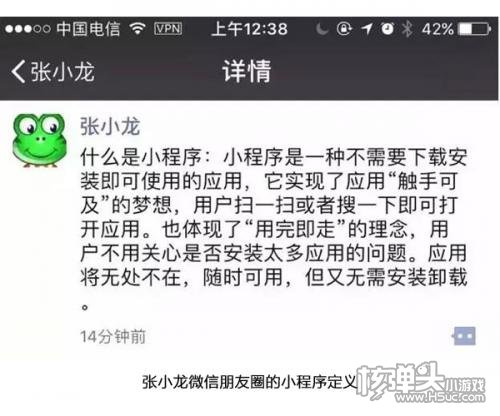 中国电信 VPN 上午12:38 42%
张小龙 详情
张小龙
什么是小程序：小程序是一种不需要下载安
装即可使用的应用，它实现了应用“触手可
及”的梦想，用户扫一扫或者搜一下即可打
开应用。也体现了“用完即走”的理念，用
户不用关心是否安装太多应用的问题。应用
将无处不在，随时可用，但又无需安装卸载
。
14分钟前
张小龙微信朋友圈的小程序定义
核弹头小游戏
www.H5uc.com